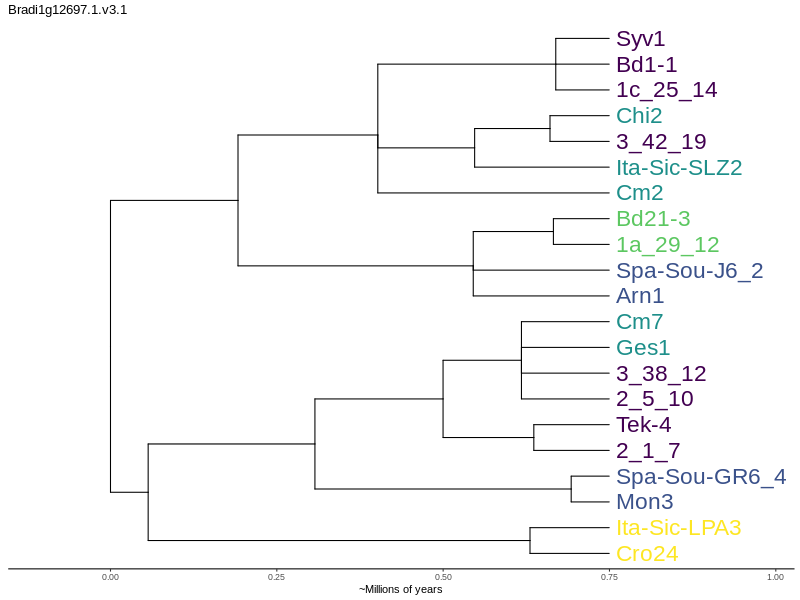 Bradi1g12697.1.v3.1
Syv1
Bd1-1
1c_25_14
Chi2
3_42_19
Ita-Sic-SLZ2
Cm2
Bd21-3
1a_29_12
Spa-Sou-J6_2
Arn1
Cm7
Ges1
3_38_12
2_5_10
Tek-4
2_1_7
Spa-Sou-GR6_4
Mon3
Ita-Sic-LPA3
Cro24
0.00 0.25 0.50 0.75 1.00
~Millions of years